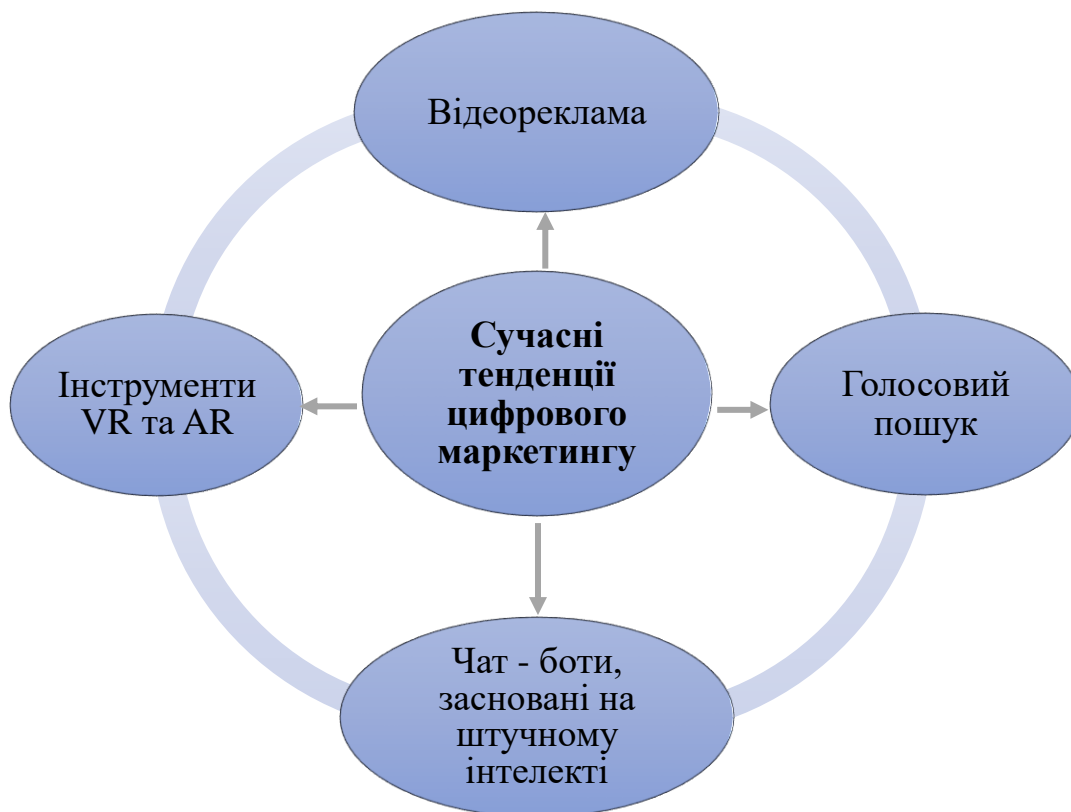 Відеореклама
Інструменти
VR та AR
Сучасні
тенденції
цифрового
маркетингу
Голосовий
пошук
Чат - боти,
засновані на
штучному
інтелекті